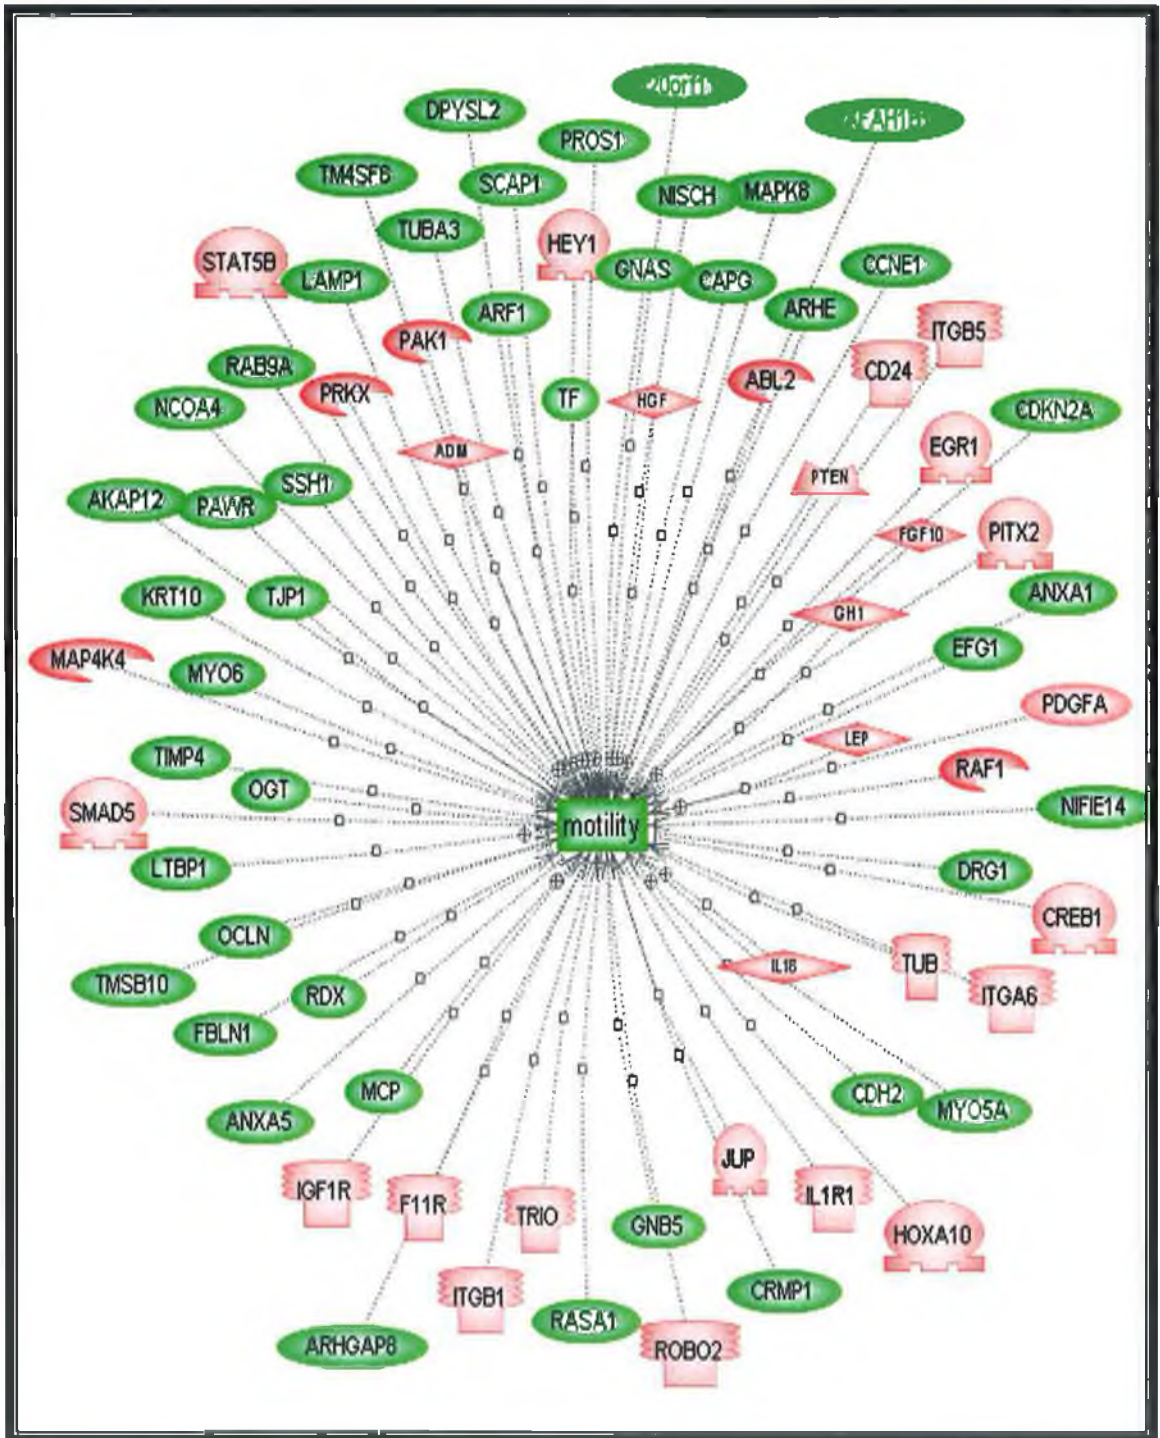 DPYSL2
PROS1
TM4SF6
SCAP1
NISCH
MAPK8
TUBA3
HEY1
STAT5B
LAMP1
GNAS
CAPG
CCNE1
ARF1
ARHE
ITGB5
PAK1
RAB9A
PRKX
ABL2
CD24
NCOA4
TF
HGF
CDKN2A
ADM
EGR1
PTEN
SSH1
AKAP12
PAWR
FGF10
PITX2
KRT10
TJP1
ANXA1
GH1
EFG1
MAP4K4
MYO6
PDGFA
LEP
TIMP4
RAF1
OGT
SMAD5
NIFIE14
motility
LTBP1
DRG1
CREB1
OCLN
TUB
IL16
TMSB10
RDX
ITGA6
FBLN1
MCP
CDH2
MYO5A
ANXA5
JUP
IGF1R
F11R
IL1R1
TRIO
GNB5
HOXA10
ITGB1
CRMP1
RASA1
ARHGAP8
ROBO2